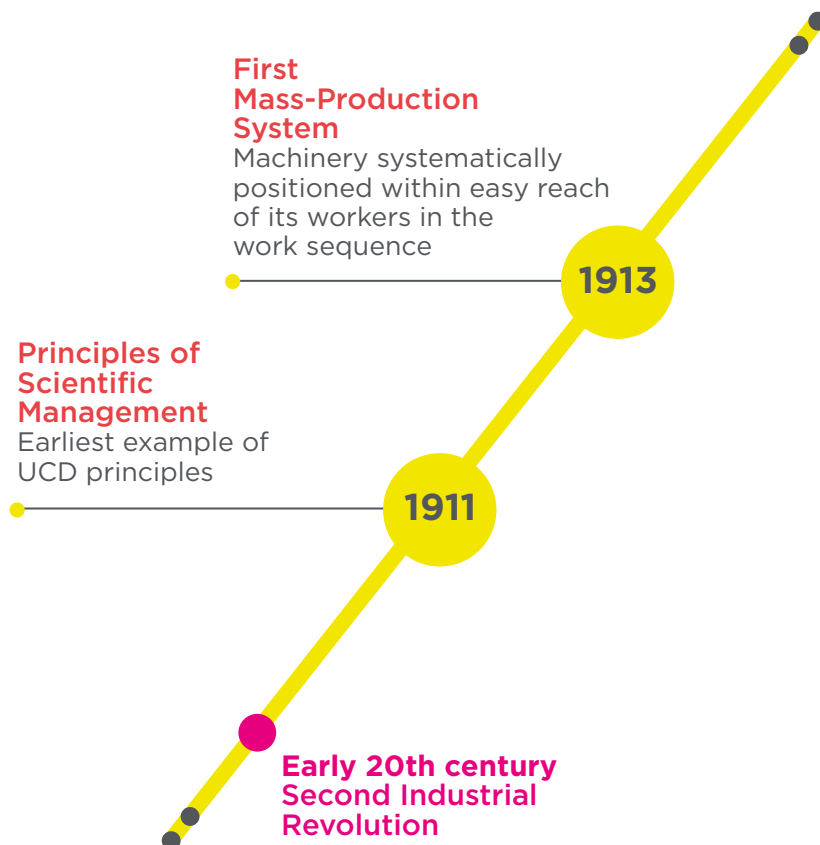 First
Mass-Production
System
Machinery systematically
positioned within easy reach
of its workers in the
work sequence
1913
Principles of
Scientific
Management
Earliest example of
UCD principles
1911
Early 20th century
Second Industrial
Revolution